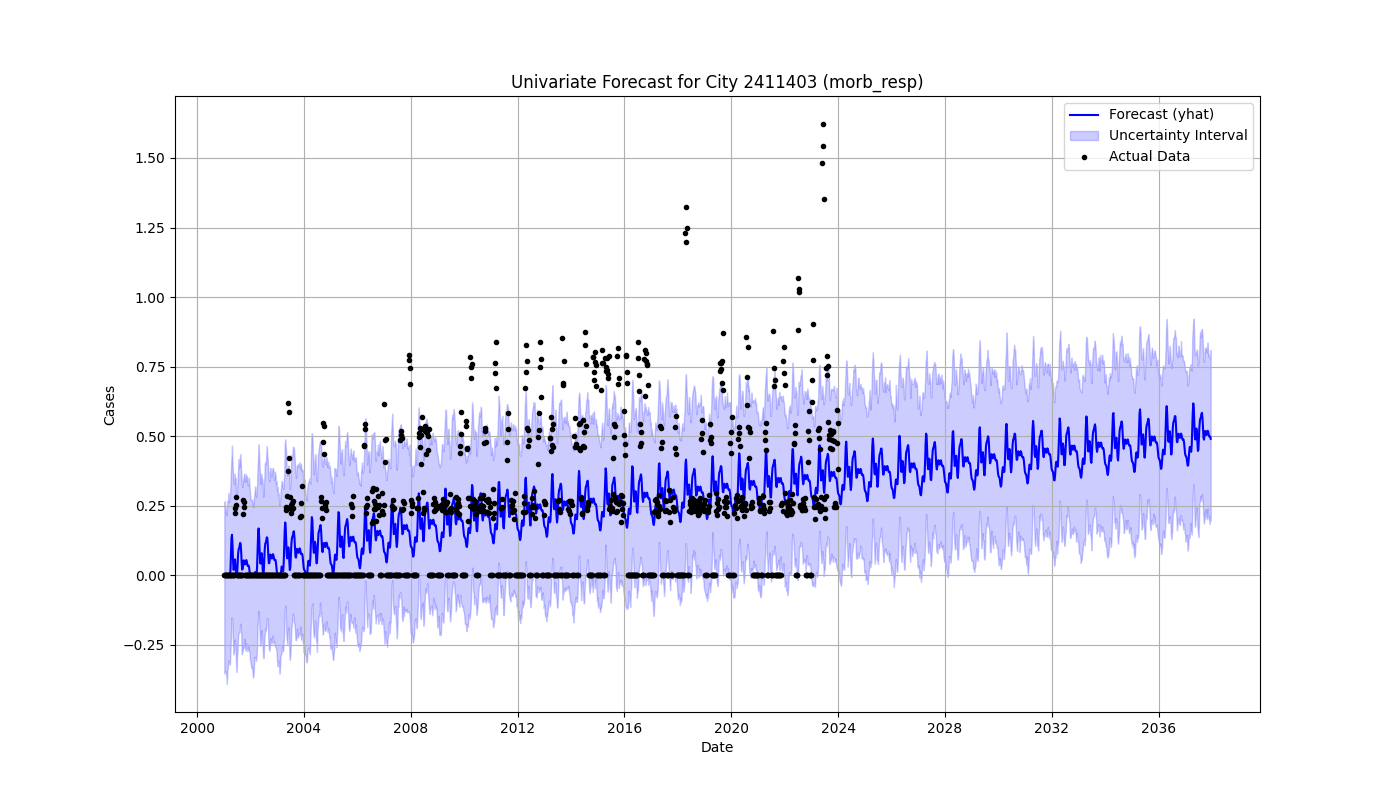 Univariate Forecast for City 2411403 (morb_resp)
Forecast (yhat)
Uncertainty Interval
Actual Data
Cases
1.50
1.25
1.00
0.75
0.50
0.25
0.00
−0.25
2000 2004 2008 2012 2016 2020 2024 2028 2032 2036
Date